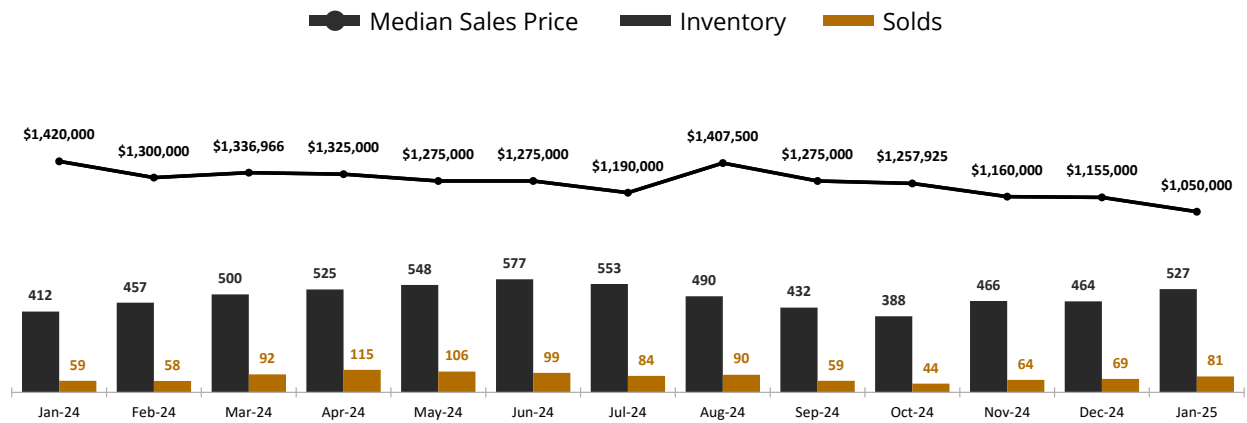 Median Sales Price Inventory Solds
$1,420,000 $1,300,000 $1,336,966 $1,325,000 $1,275,000 $1,275,000 $1,190,000 $1,407,500 $1,275,000 $1,257,925 $1,160,000 $1,155,000 $1,050,000
412 457 500 525 548 577 553 490 432 388 466 464 527
59 58 92 115 106 99 84 90 59 44 64 69 81
Jan-24 Feb-24 Mar-24 Apr-24 May-24 Jun-24 Jul-24 Aug-24 Sep-24 Oct-24 Nov-24 Dec-24 Jan-25